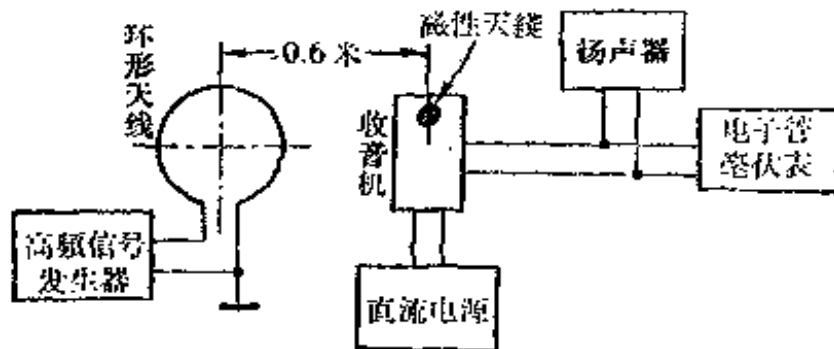 环形天线
0.6 米
磁性天线
收音机
扬声器
电子管
毫伏表
高频信号
发生器
直流电源